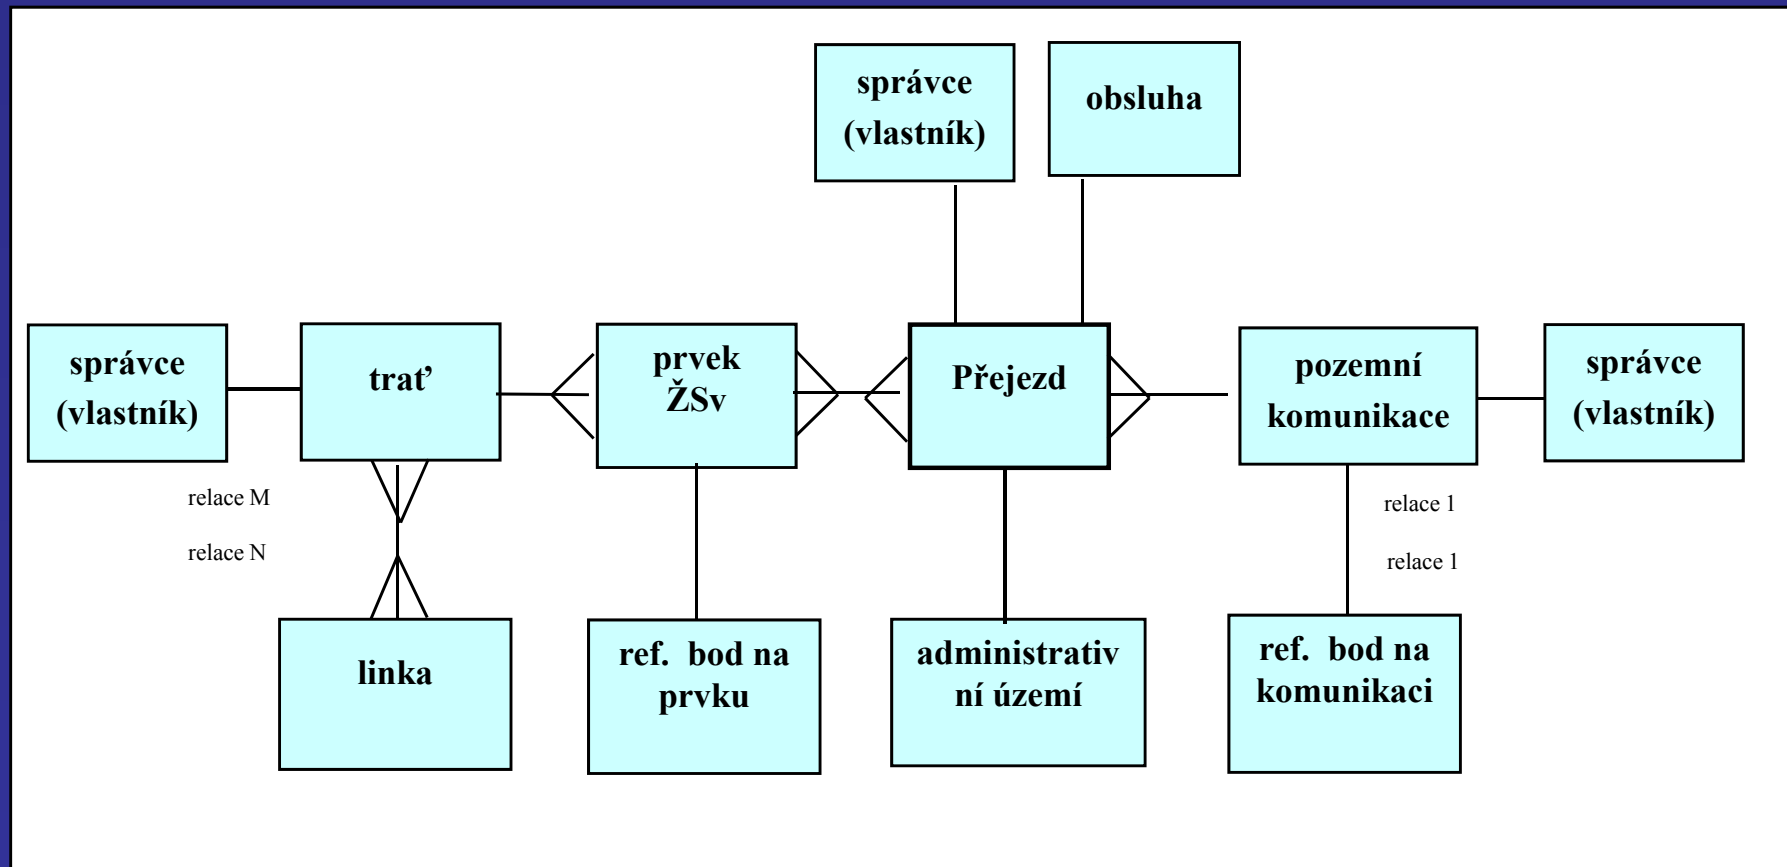 správce
(vlastník)
obsluha
správce
(vlastník)
trať
prvek
ŽSv
Přejezd
pozemní
komunikace
správce
(vlastník)
relace M
relace N
relace 1
relace 1
linka
ref. bod na
prvku
administrativ
ní území
ref. bod na
komunikaci